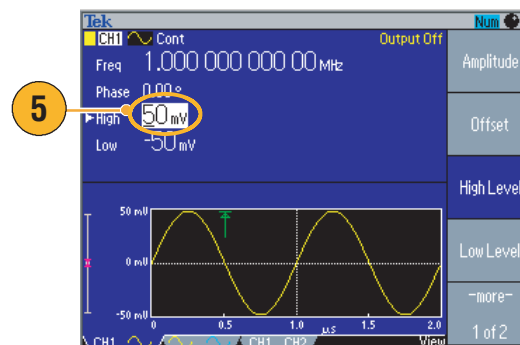 Tek
Num
CH1 Cont
Output Off
Freq 1.000 000 000 00 MHz
Phase 0.00 °
High 50 mV
Low -50 mV
5
Amplitude
Offset
High Level
Low Level
-more-
1 of 2
50 mV
0 mV
-50 mV
0 0.5 1.0 µs 1.5 2.0
CH1 CH1 CH2 View